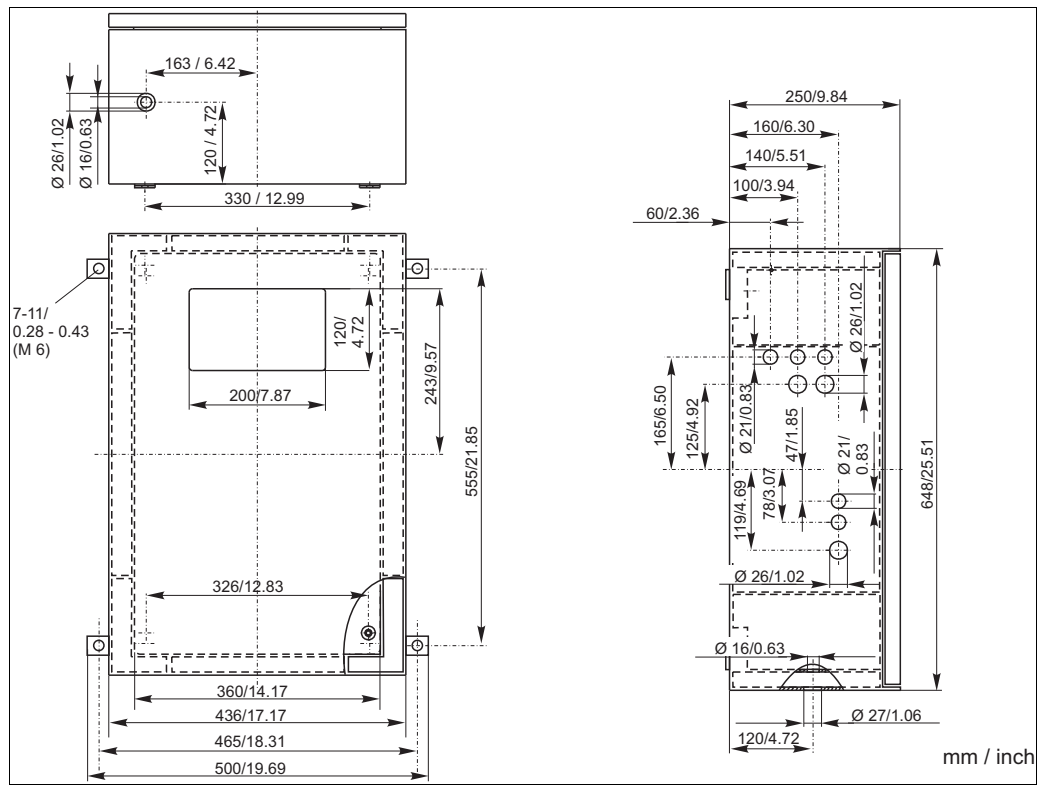 163 / 6.42
Ø 26/1.02
Ø 16/0.63
120 / 4.72
330 / 12.99
7-11/
0.28 - 0.43
(M 6)
120/
4.72
200/7.87
243/9.57
555/21.85
326/12.83
360/14.17
436/17.17
465/18.31
500/19.69
250/9.84
160/6.30
140/5.51
100/3.94
60/2.36
Ø 26/1.02
165/6.50
125/4.92
Ø 21/0.83
47/1.85
Ø 21/
0.83
119/4.69
78/3.07
648/25.51
Ø 26/1.02
Ø 16/0.63
Ø 27/1.06
120/4.72
mm / inch